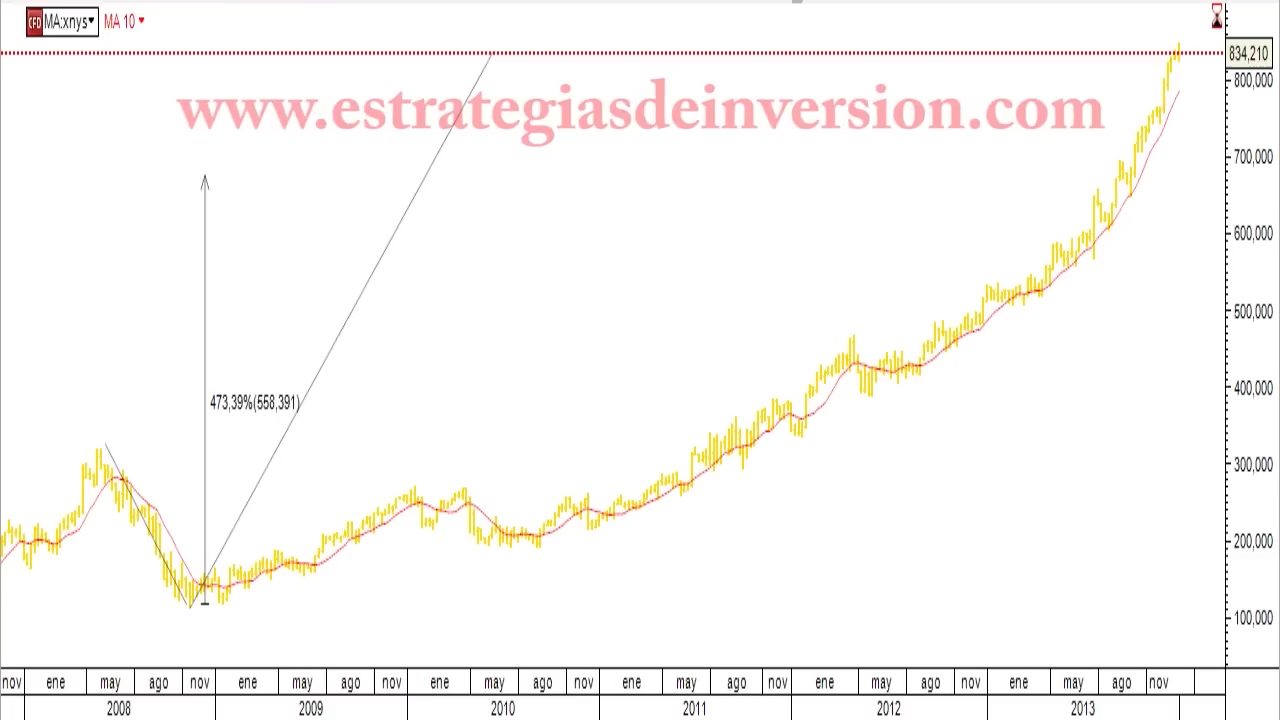 CFD MA:xnys MA 10
834,210
www.estrategiasdeinversion.com
800,000
700,000
600,000
500,000
473,39%(558,391)
400,000
300,000
200,000
100,000
nov ene may ago nov ene may ago nov ene may ago nov ene may ago nov ene may ago nov ene may ago nov
2008 2009 2010 2011 2012 2013